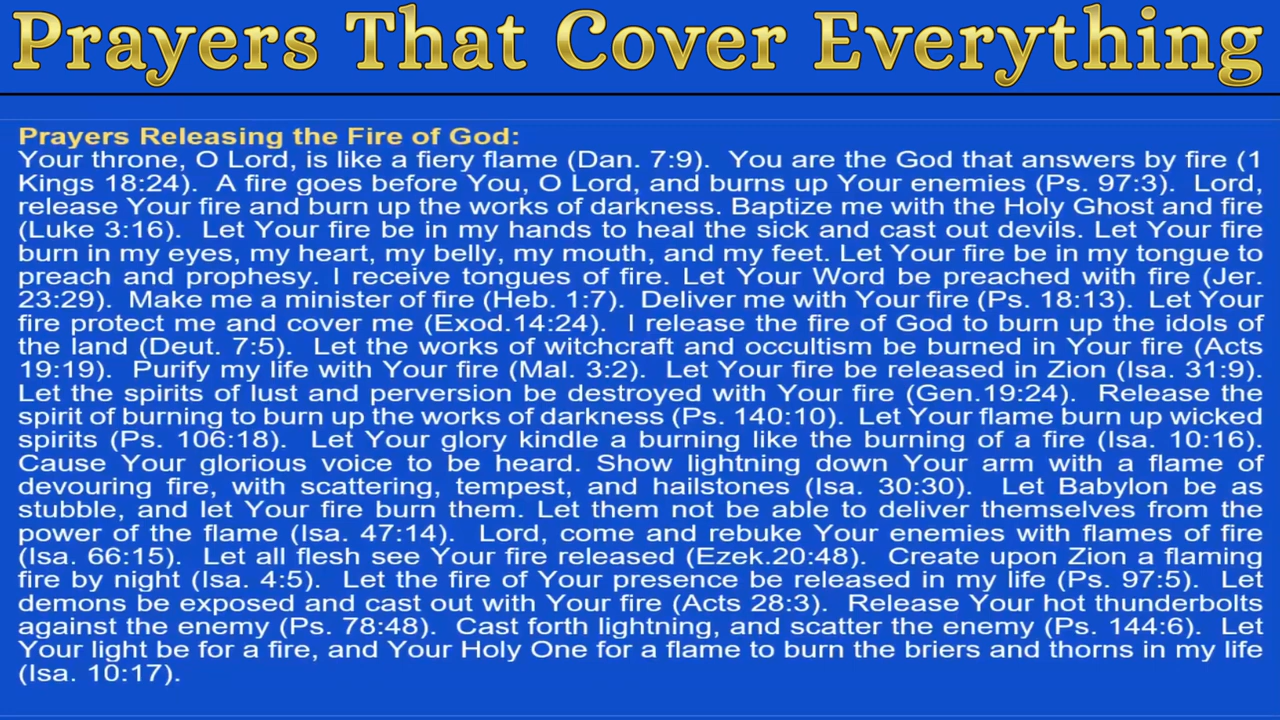 Prayers That Cover Everything
Prayers Releasing the Fire of God:
Your throne, O Lord, is like a fiery flame (Dan. 7:9).  You are the God that answers by fire (1
Kings 18:24).  A fire goes before You, O Lord, and burns up Your enemies (Ps. 97:3).  Lord,
release Your fire and burn up the works of darkness. Baptize me with the Holy Ghost and fire
(Luke 3:16).  Let Your fire be in my hands to heal the sick and cast out devils. Let Your fire
burn in my eyes, my heart, my belly, my mouth, and my feet. Let Your fire be in my tongue to
preach and prophesy. I receive tongues of fire. Let Your Word be preached with fire (Jer.
23:29).  Make me a minister of fire (Heb. 1:7).  Deliver me with Your fire (Ps. 18:13).  Let Your
fire protect me and cover me (Exod.14:24).  I release the fire of God to burn up the idols of
the land (Deut. 7:5).  Let the works of witchcraft and occultism be burned in Your fire (Acts
19:19).  Purify my life with Your fire (Mal. 3:2).  Let Your fire be released in Zion (Isa. 31:9).
Let the spirits of lust and perversion be destroyed with Your fire (Gen.19:24).  Release the
spirit of burning to burn up the works of darkness (Ps. 140:10).  Let Your flame burn up wicked
spirits (Ps. 106:18).  Let Your glory kindle a burning like the burning of a fire (Isa. 10:16).
Cause Your glorious voice to be heard. Show lightning down Your arm with a flame of
devouring fire, with scattering, tempest, and hailstones (Isa. 30:30).  Let Babylon be as
stubble, and let Your fire burn them. Let them not be able to deliver themselves from the
power of the flame (Isa. 47:14).  Lord, come and rebuke Your enemies with flames of fire
(Isa. 66:15).  Let all flesh see Your fire released (Ezek.20:48).  Create upon Zion a flaming
fire by night (Isa. 4:5).  Let the fire of Your presence be released in my life (Ps. 97:5).  Let
demons be exposed and cast out with Your fire (Acts 28:3).  Release Your hot thunderbolts
against the enemy (Ps. 78:48).  Cast forth lightning, and scatter the enemy (Ps. 144:6).  Let
Your light be for a fire, and Your Holy One for a flame to burn the briers and thorns in my life
(Isa. 10:17).